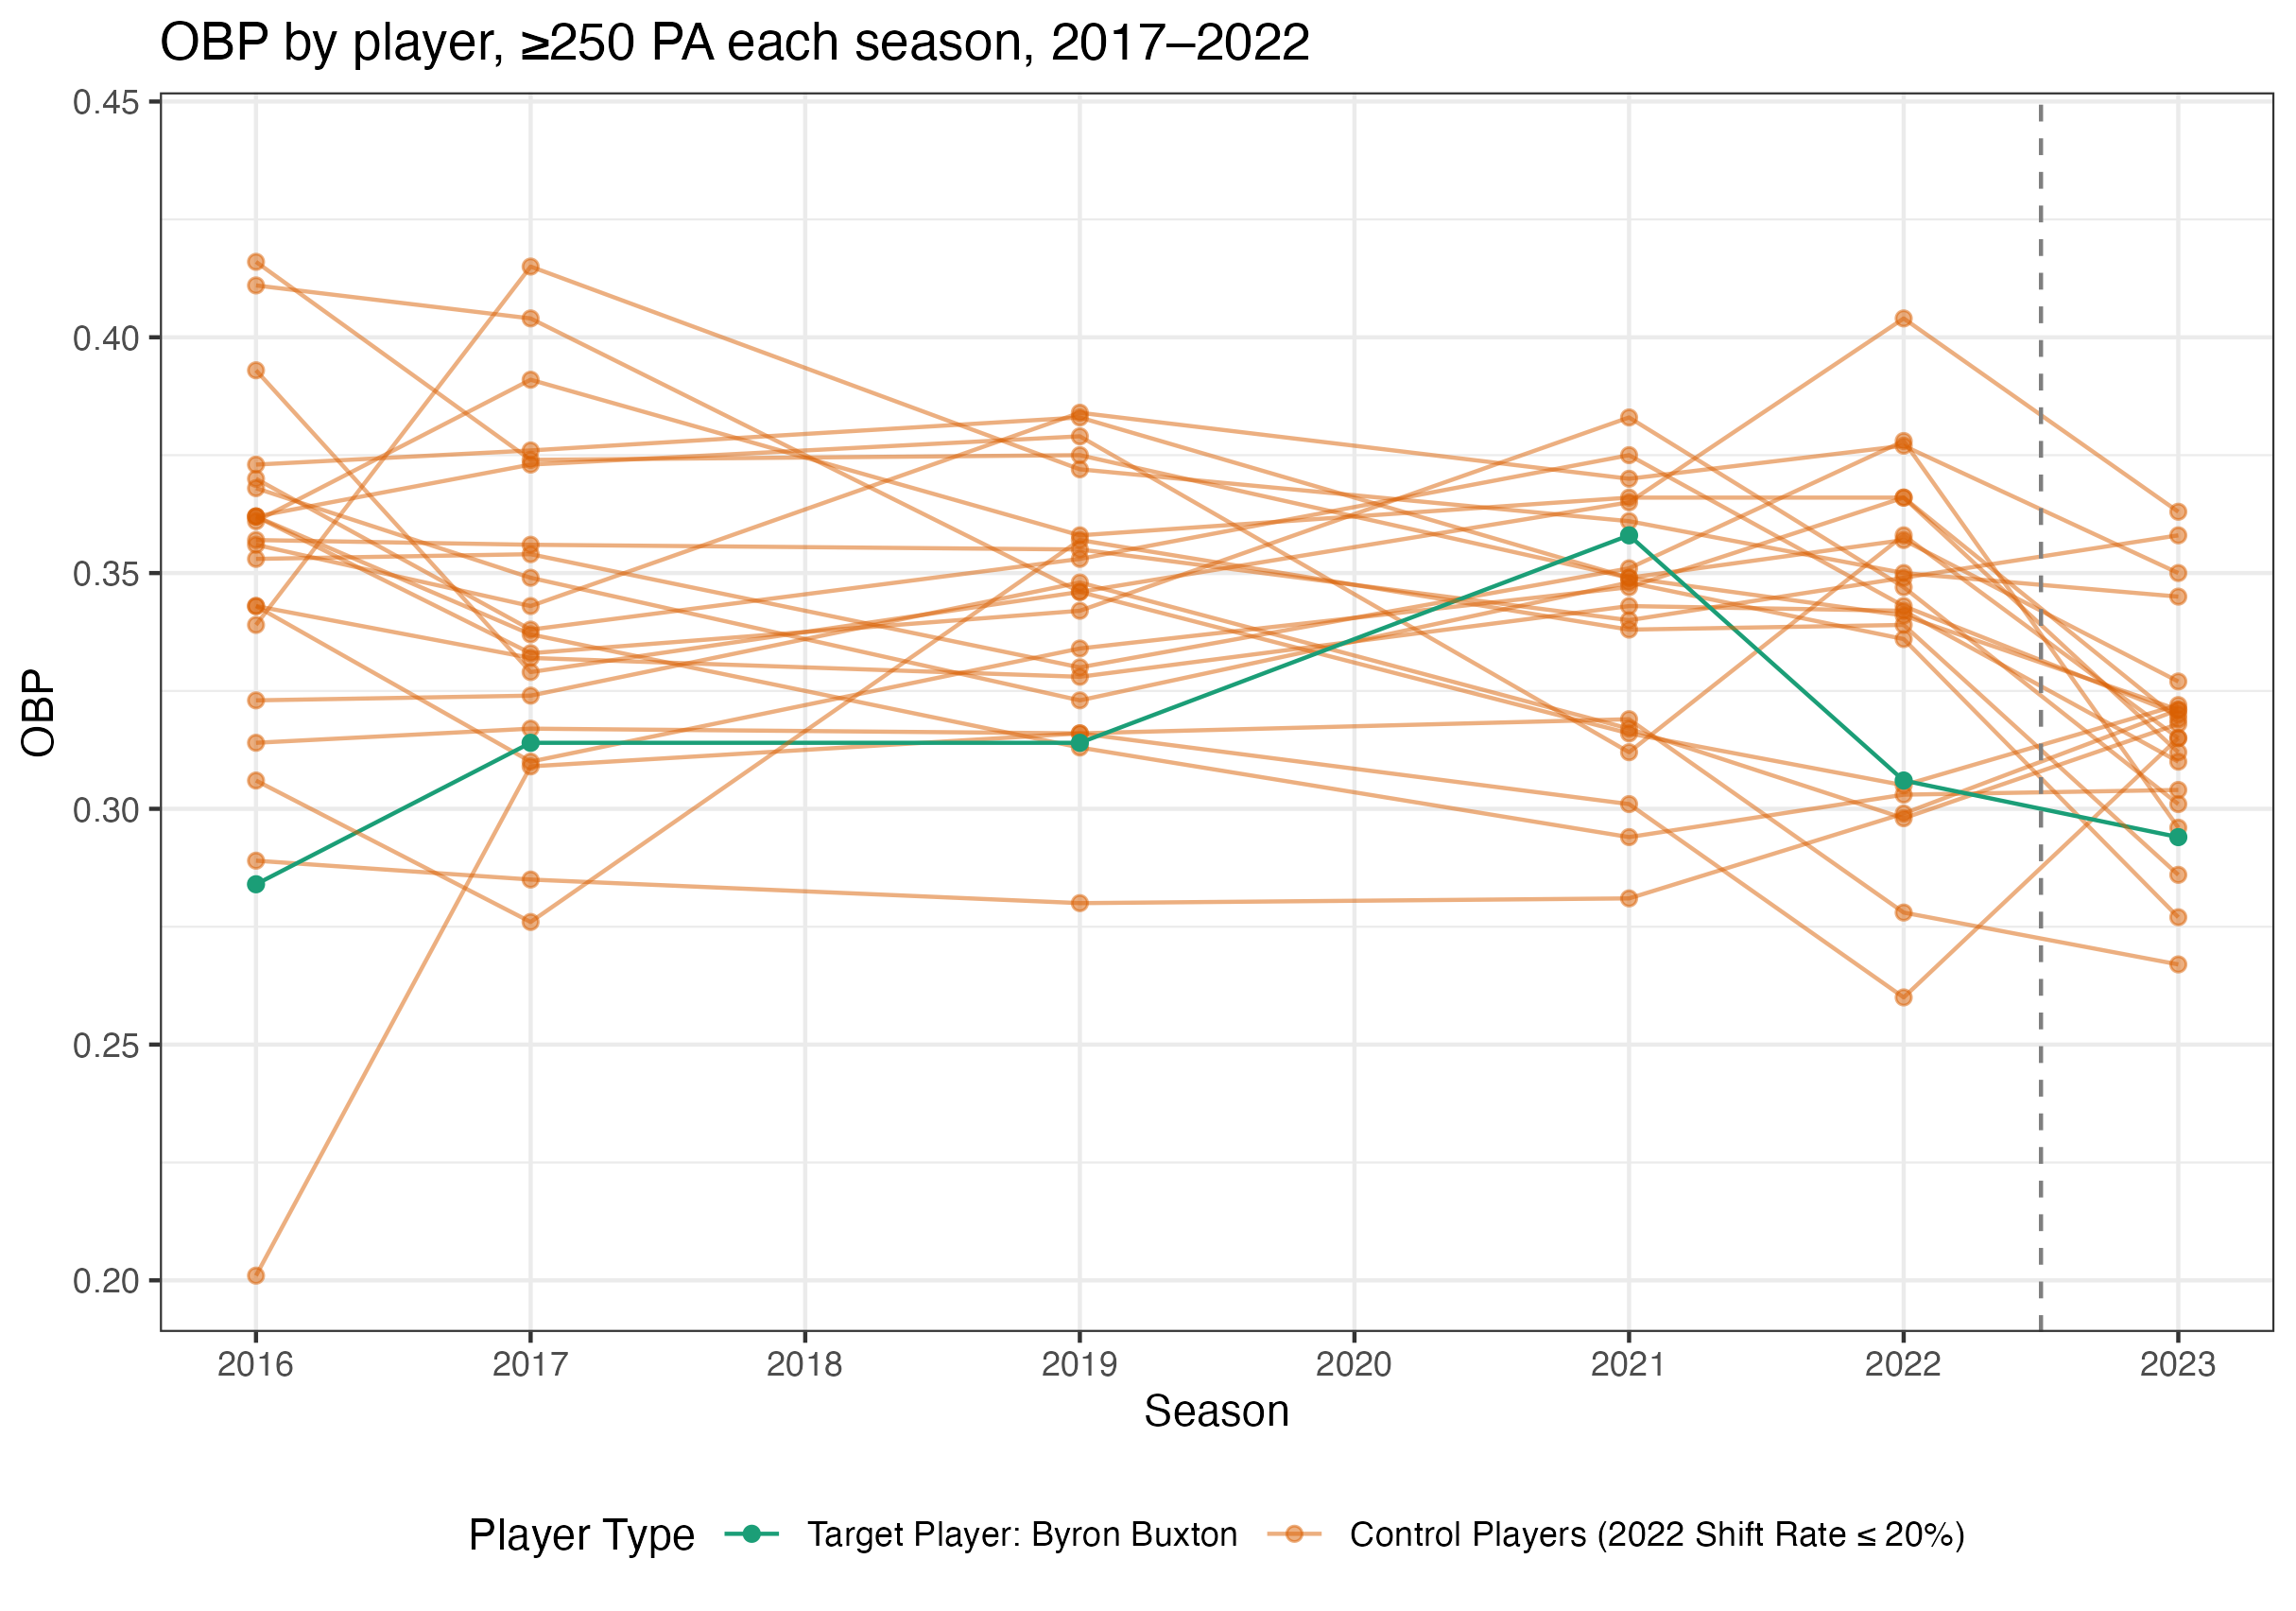 OBP by player, ≥250 PA each season, 2017–2022
0.45
0.40
0.35
0.30
0.25
0.20
OBP
2016 2017 2018 2019 2020 2021 2022 2023
Season
Player Type Target Player: Byron Buxton Control Players (2022 Shift Rate ≤ 20%)